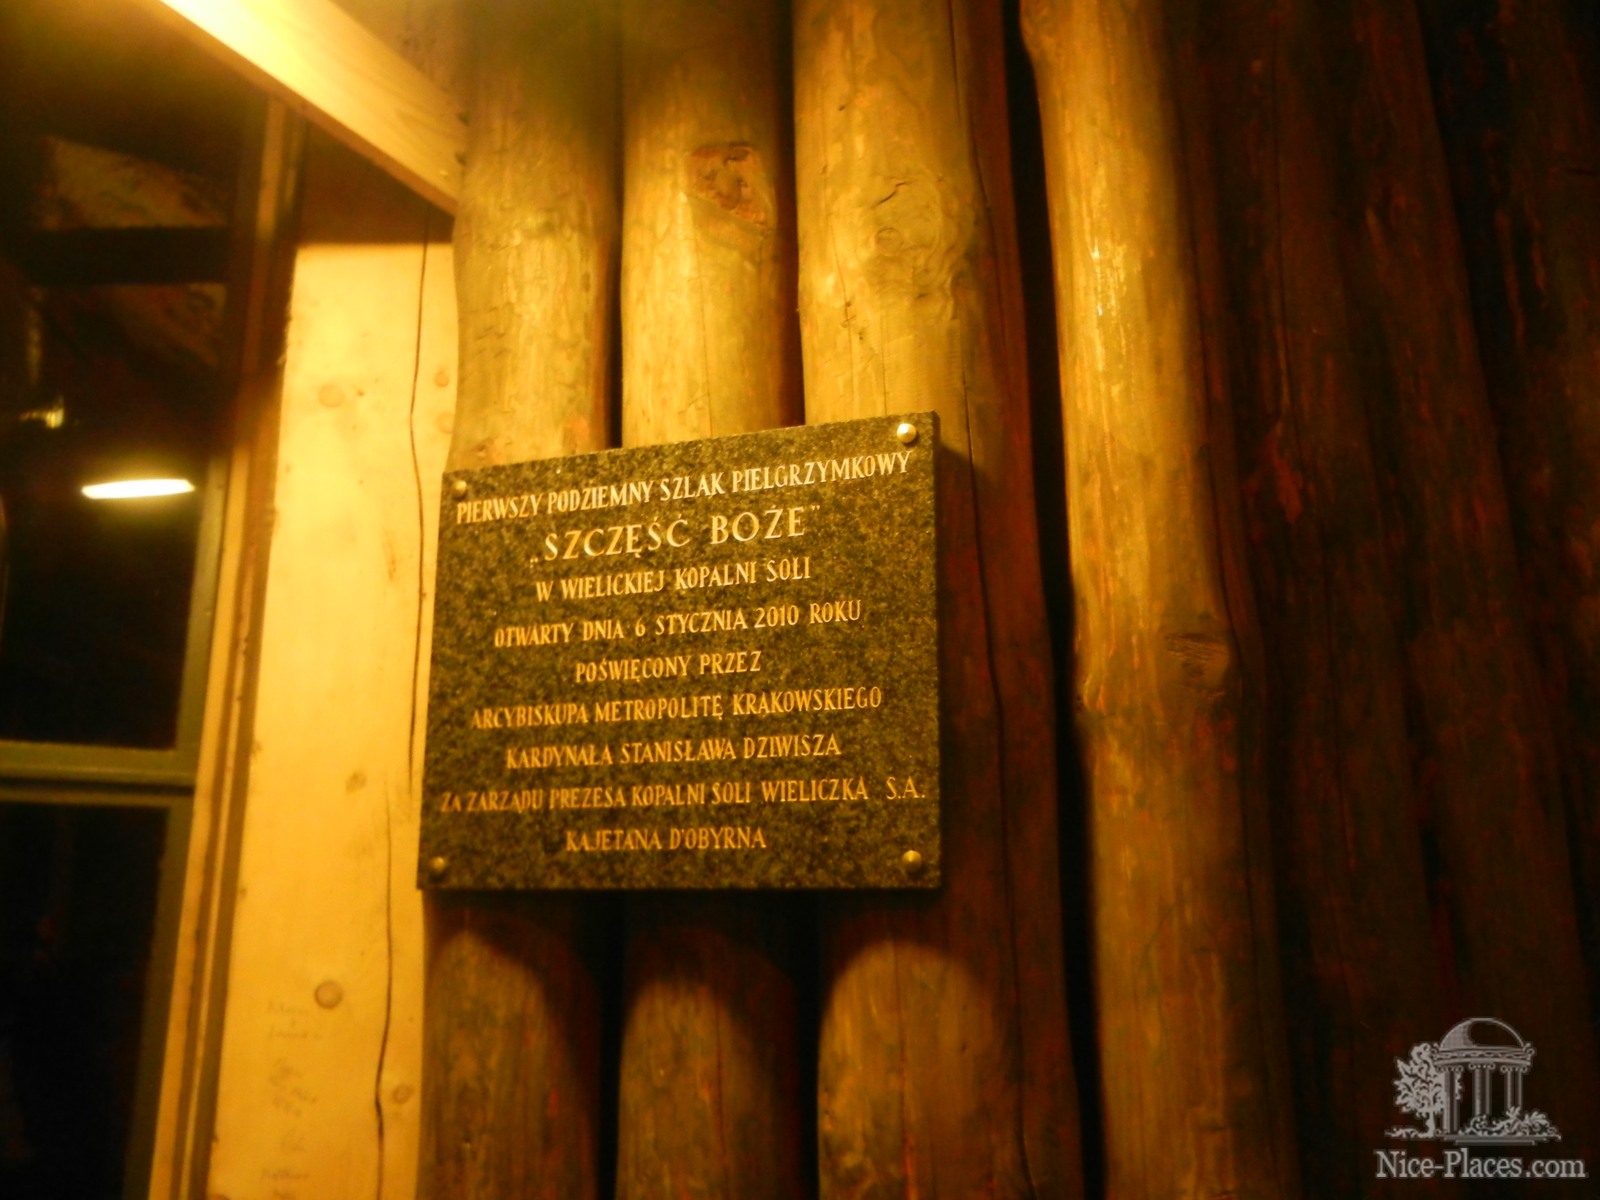 PIERWSZY PODZIEMNY SZLAK PIELGRZYMKOWY
„SZCZĘŚĆ BOŻE"
W WIELICKIEJ KOPALNI SOLI
OTWARTY DNIA 6 STYCZNIA 2010 ROKU
POŚWIĘCONY PRZEZ
ARCYBISKUPA METROPOLITĘ KRAKOWSKIEGO
KARDYNAŁA STANISŁAWA DZIWISZA
ZA ZARZĄDU PREZESA KOPALNI SOLI WIELICZKA S.A.
KAJETANA D'OBYRNA
Nice-Places.com